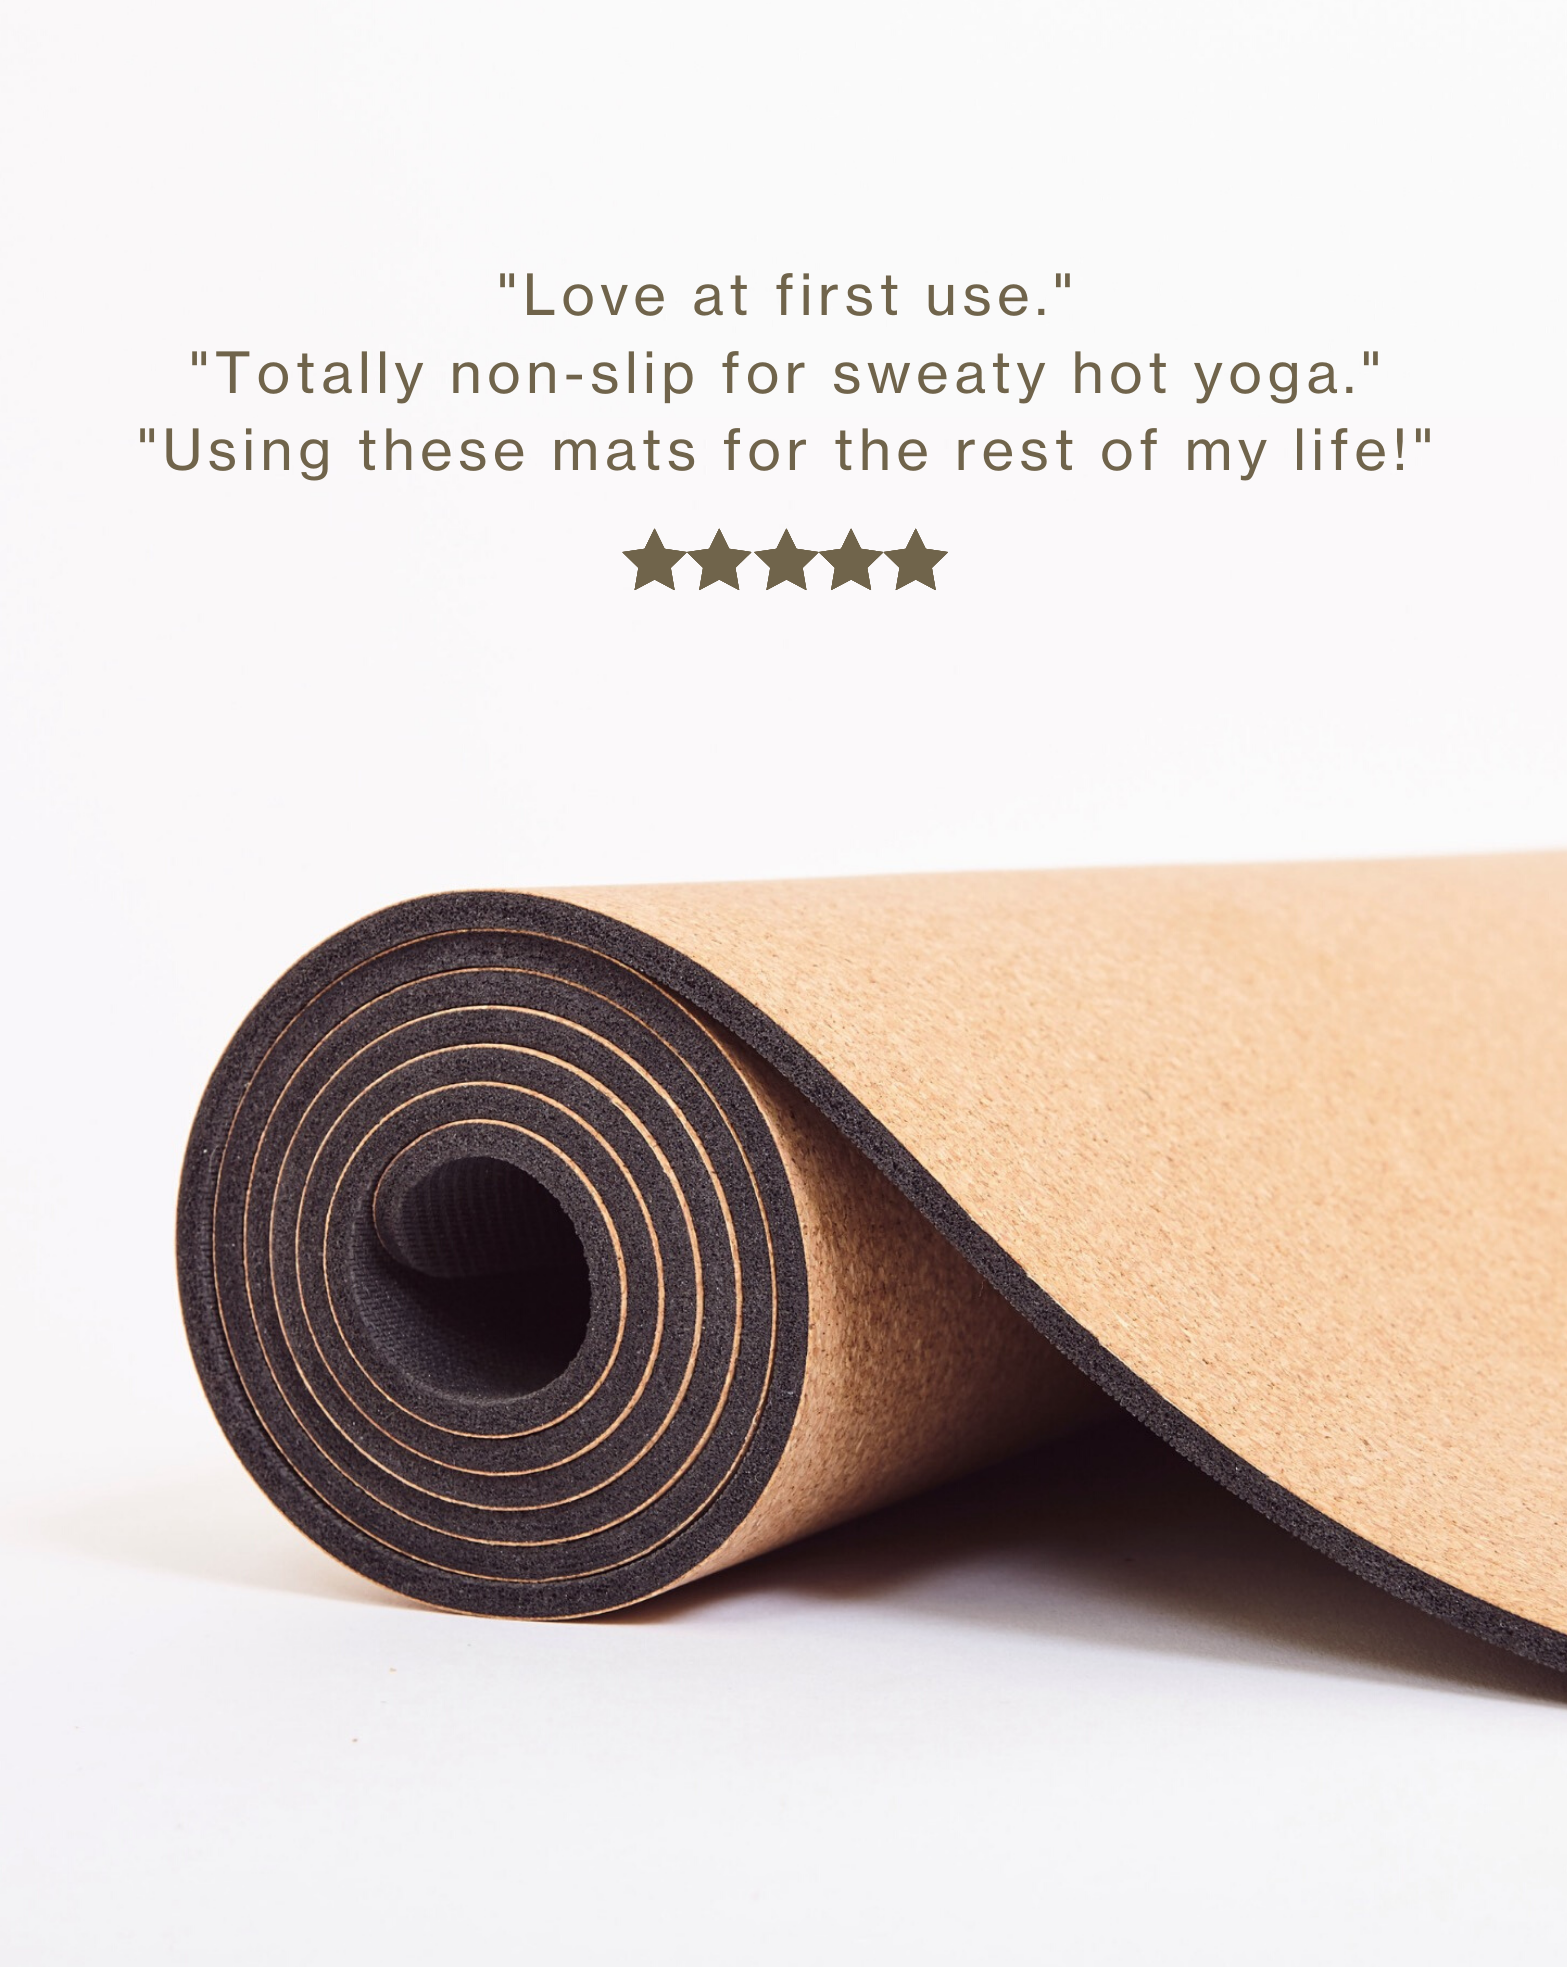 "Love at first use."
"Totally non-slip for sweaty hot yoga."
"Using these mats for the rest of my life!"